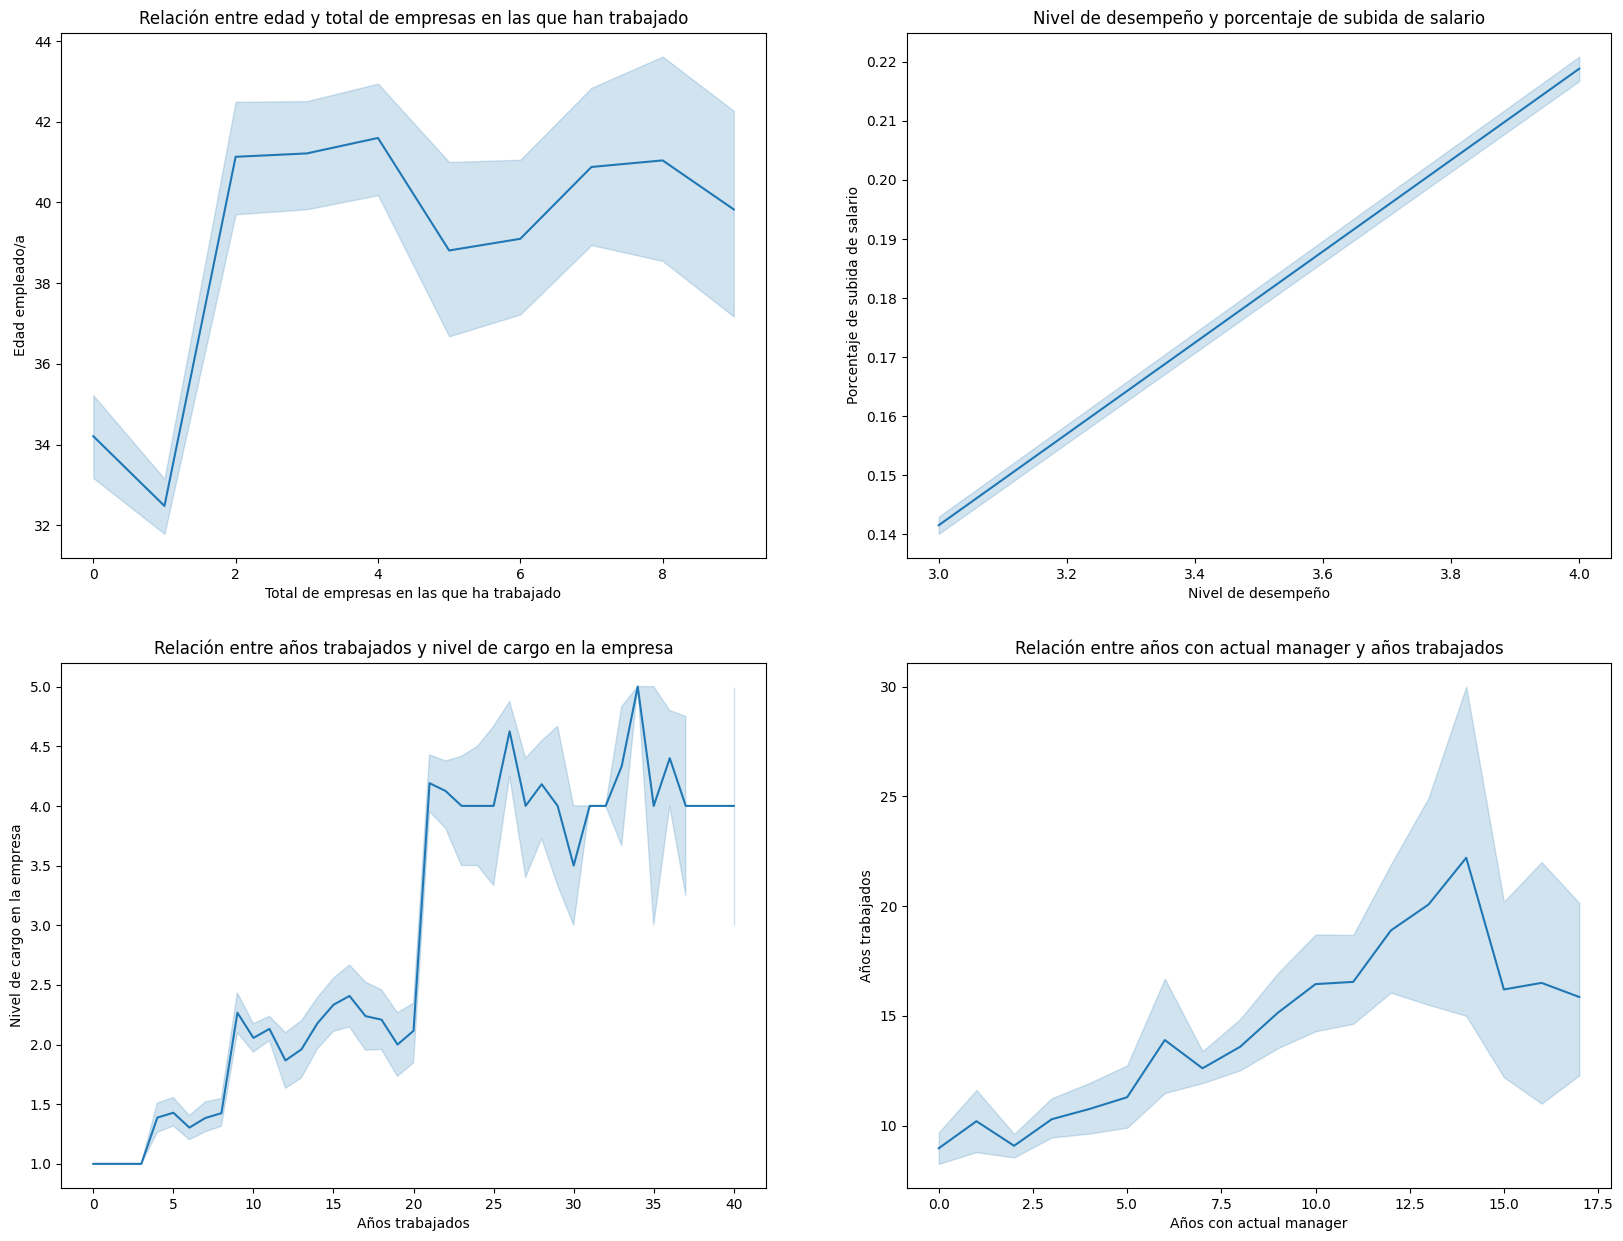 Relación entre edad y total de empresas en las que han trabajado
44
42
40
38
36
34
32
Edad empleado/a
0 2 4 6 8
Total de empresas en las que ha trabajado
Nivel de desempeño y porcentaje de subida de salario
0.22
0.21
0.20
0.19
0.18
0.17
0.16
0.15
0.14
Porcentaje de subida de salario
3.0 3.2 3.4 3.6 3.8 4.0
Nivel de desempeño
Relación entre años trabajados y nivel de cargo en la empresa
5.0
4.5
4.0
3.5
3.0
2.5
2.0
1.5
1.0
Nivel de cargo en la empresa
0 5 10 15 20 25 30 35 40
Años trabajados
Relación entre años con actual manager y años trabajados
30
25
20
15
10
Años trabajados
0.0 2.5 5.0 7.5 10.0 12.5 15.0 17.5
Años con actual manager